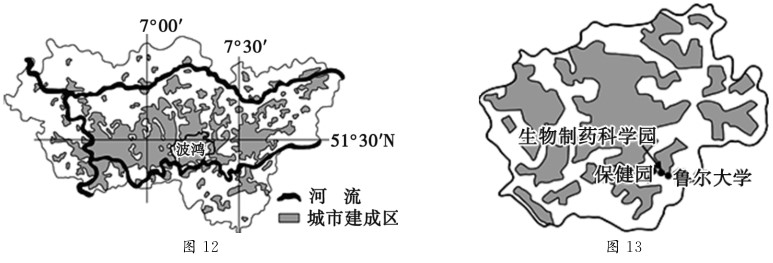 7°00′
7°30′
51°30′N
波鸿
河 流
城市建成区
图 12
生物制药科学园
保健园
鲁尔大学
图 13